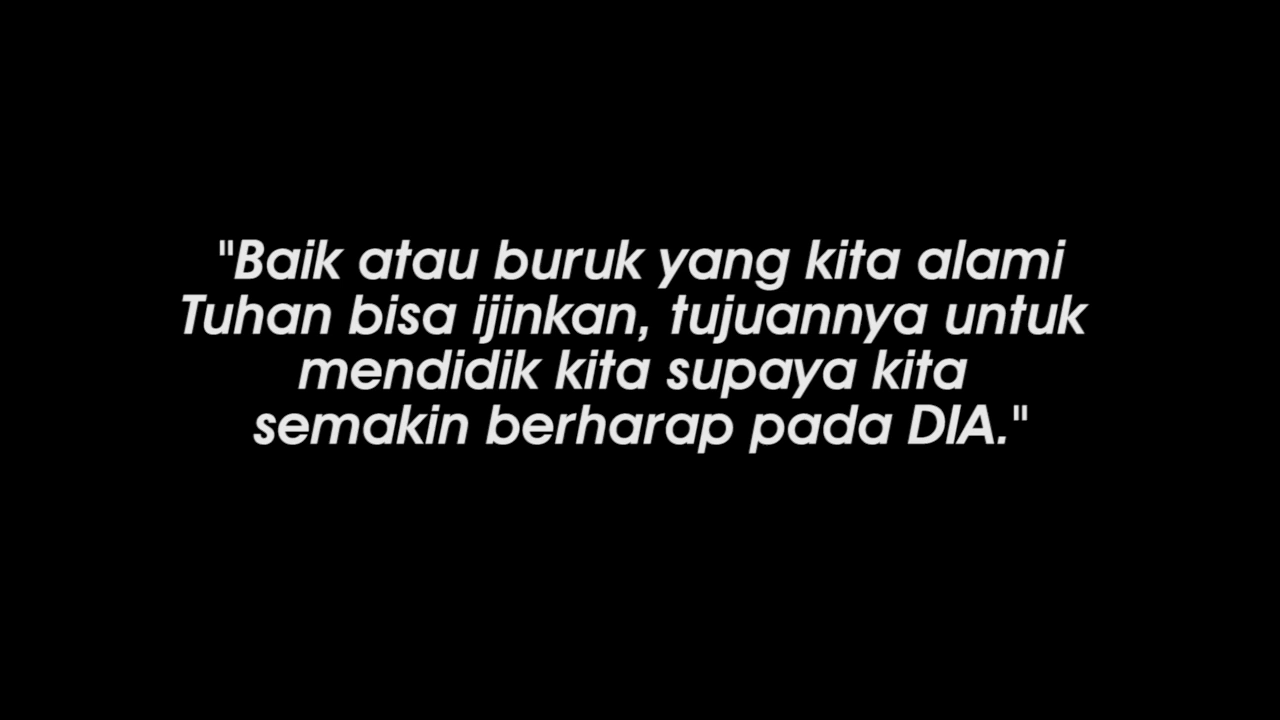 "Baik atau buruk yang kita alami
Tuhan bisa ijinkan, tujuannya untuk
mendidik kita supaya kita
semakin berharap pada DIA."